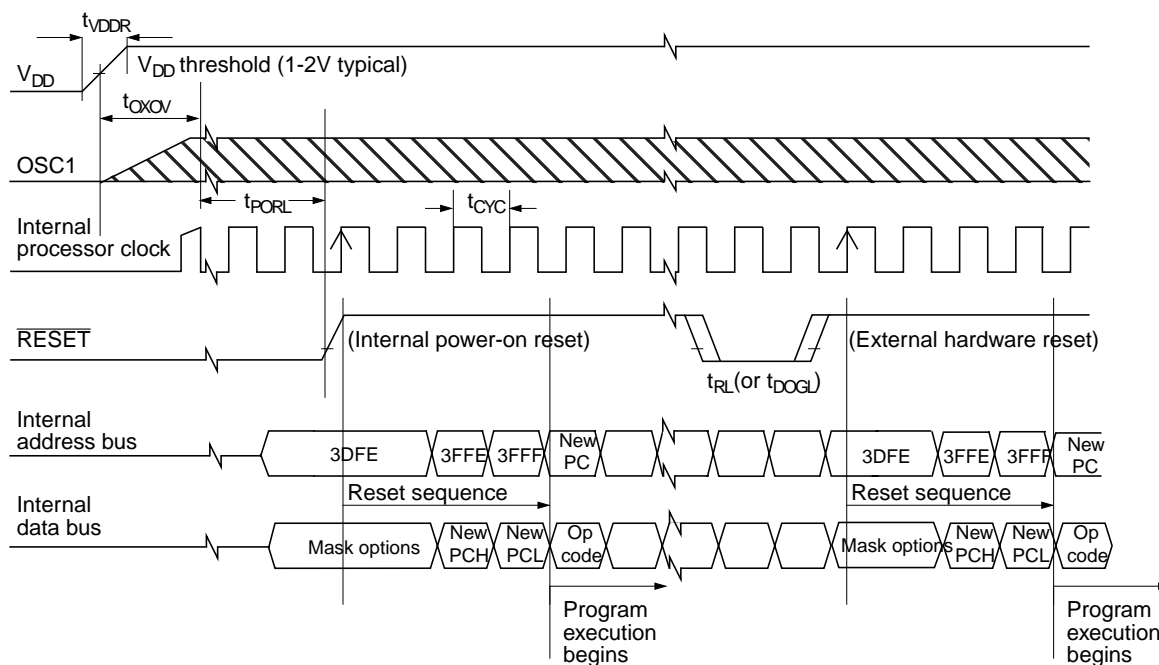 tVDDR
VDD
VDD threshold (1-2V typical)
tOXOV
OSC1
tPORL
tCYC
Internal
processor clock
RESET
(Internal power-on reset)
(External hardware reset)
tRL(or tDOGL)
Internal
address bus
3DFE
3FFE
3FFF
New
PC
3DFE
3FFE
3FFF
New
PC
Reset sequence
Reset sequence
Internal
data bus
Mask options
New
PCH
New
PCL
Op
code
Mask options
New
PCH
New
PCL
Op
code
Program
execution
begins
Program
execution
begins